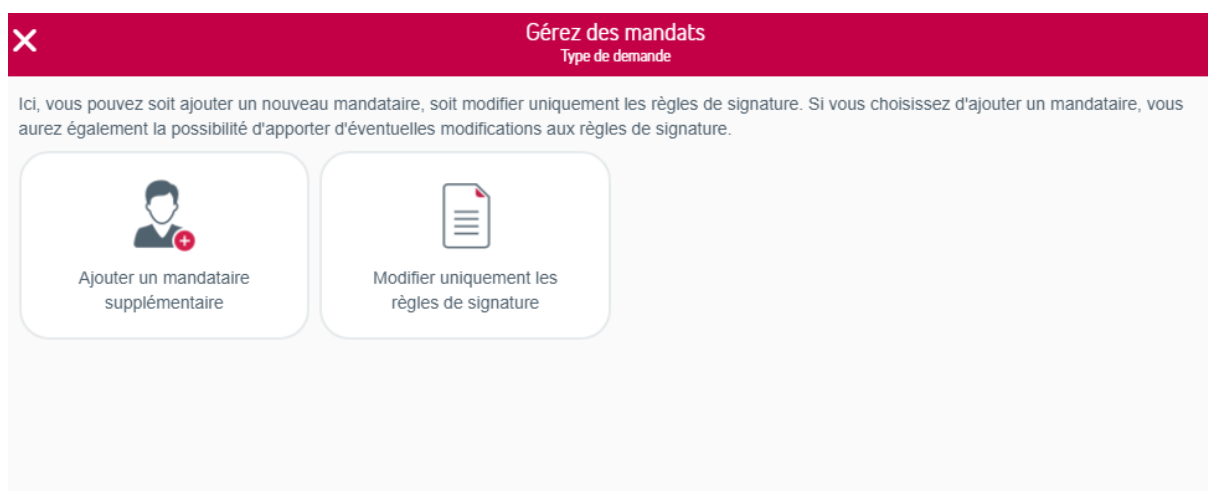 Gérez des mandats
Type de demande
Ici, vous pouvez soit ajouter un nouveau mandataire, soit modifier uniquement les règles de signature. Si vous choisissez d'ajouter un mandataire, vous
aurez également la possibilité d'apporter d'éventuelles modifications aux règles de signature.
Ajouter un mandataire
supplémentaire
Modifier uniquement les
règles de signature